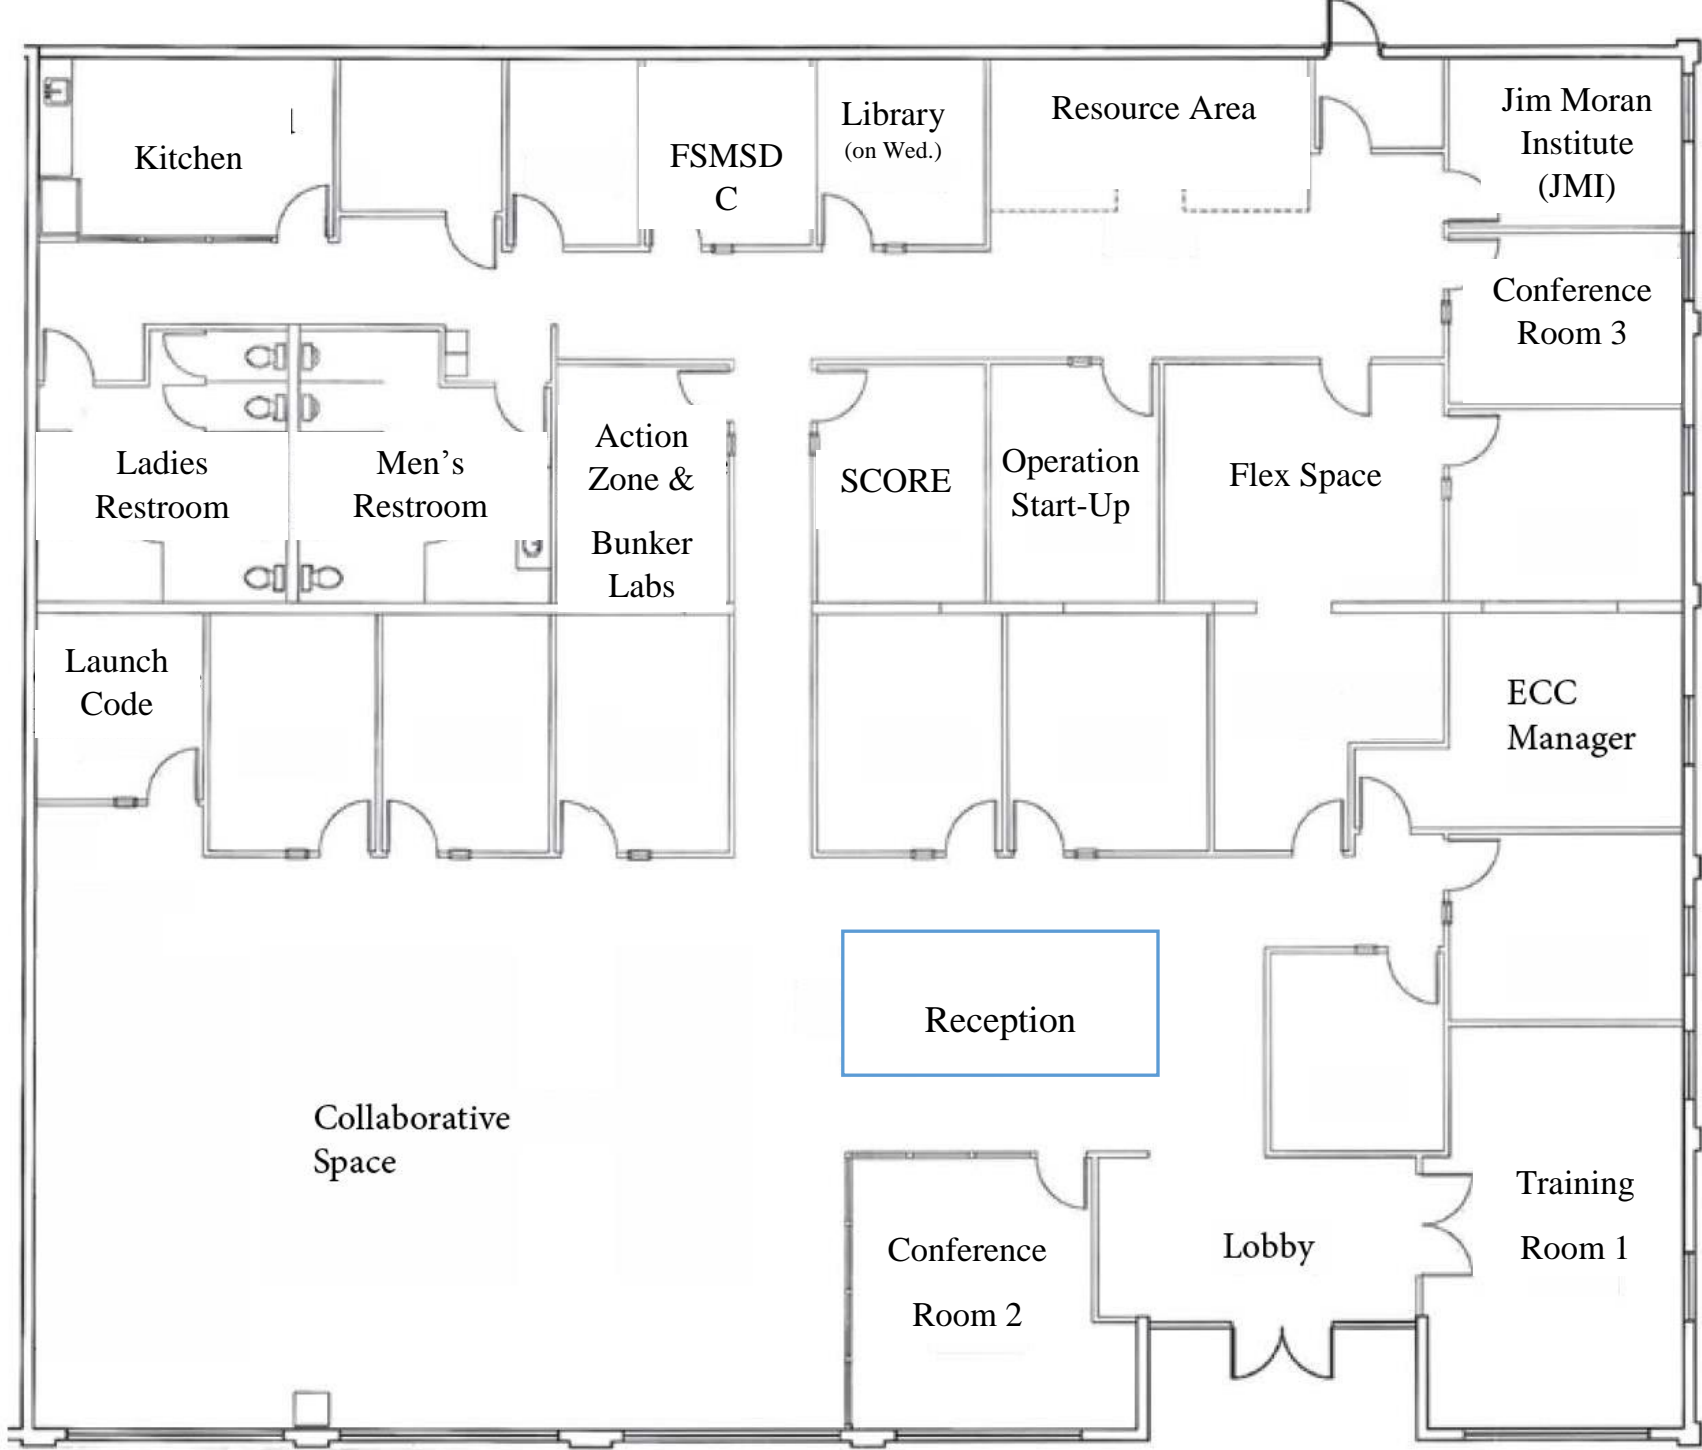 Kitchen
FSMSD
C
Library
(on Wed.)
Resource Area
Jim Moran
Institute
(JMI)
Conference
Room 3
Ladies
Restroom
Men’s
Restroom
Action
Zone &
Bunker
Labs
SCORE
Operation
Start-Up
Flex Space
Launch
Code
ECC
Manager
Reception
Collaborative
Space
Conference
Room 2
Lobby
Training
Room 1